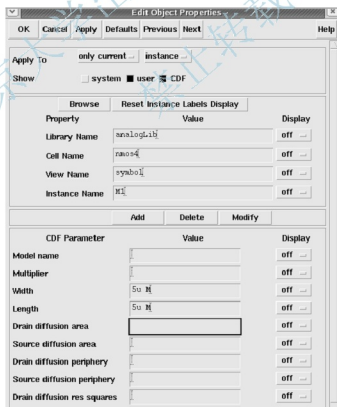 Edit Object Properties
OK Cancel Apply Defaults Previous Next Help
Apply To only current instance
Show system user CDF
Browse Reset Instance Labels Display
Property Value Display
Library Name analogLib off
Cell Name nmos4 off
View Name symbol off
Instance Name M1 off
Add Delete Modify
CDF Parameter Value Display
Model name off
Multiplier off
Width 5u M off
Length 5u M off
Drain diffusion area off
Source diffusion area off
Drain diffusion periphery off
Source diffusion periphery off
Drain diffusion res squares off